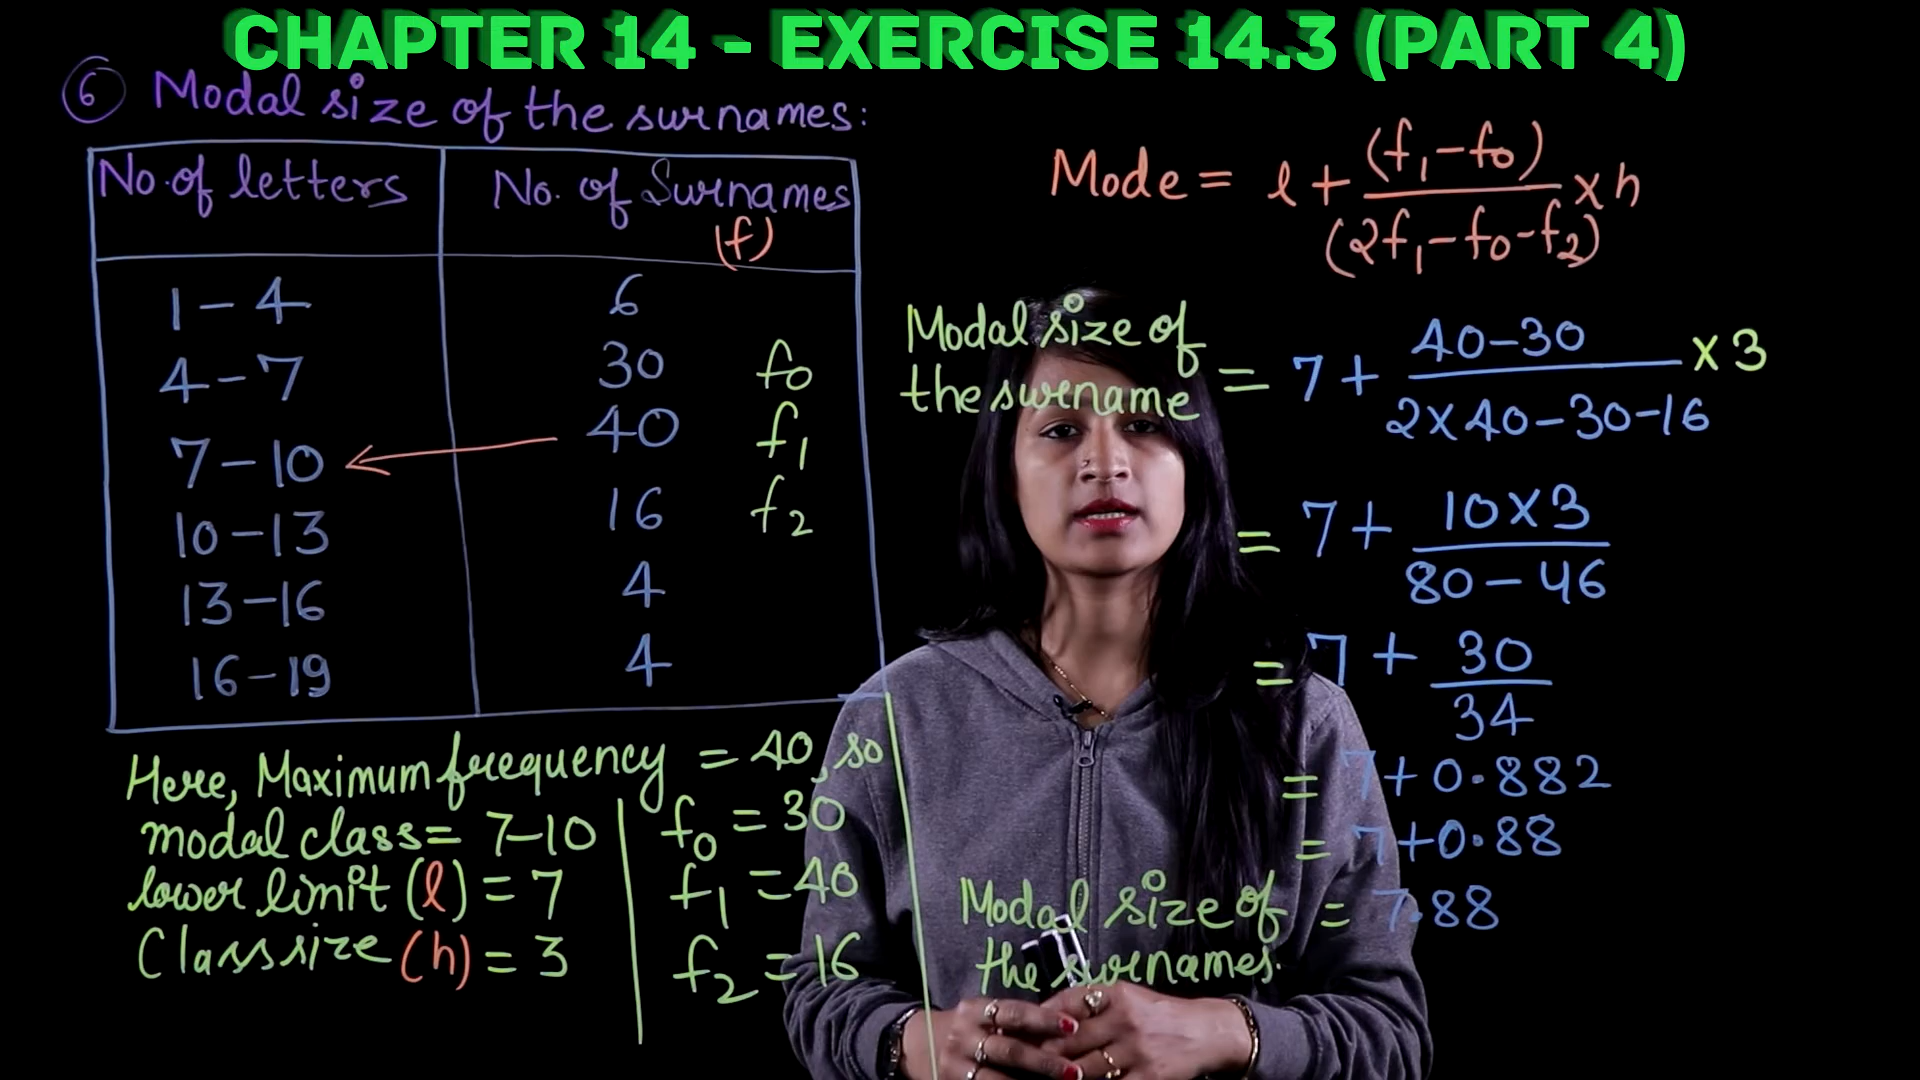 CHAPTER 14 - EXERCISE 14.3 (PART 4)
6 Modal size of the surnames:
No. of letters No. of Surnames (f)
1 - 4 6
4 - 7 30 f0
7 - 10 40 f1
10 - 13 16 f2
13 - 16 4
16 - 19 4
Here, Maximum frequency = 40, so
modal class = 7-10
lower limit (l) = 7
Class size (h) = 3
f0 = 30
f1 = 40
f2 = 16
Mode = l + (f1 - f0) / (2f1 - f0 - f2) x h
Modal size of the surname = 7 + 40-30 / 2x40-30-16 x 3
= 7 + 10x3 / 80-46
= 7 + 30 / 34
= 7 + 0.882
= 7 + 0.88
Modal size of the surnames. = 7.88